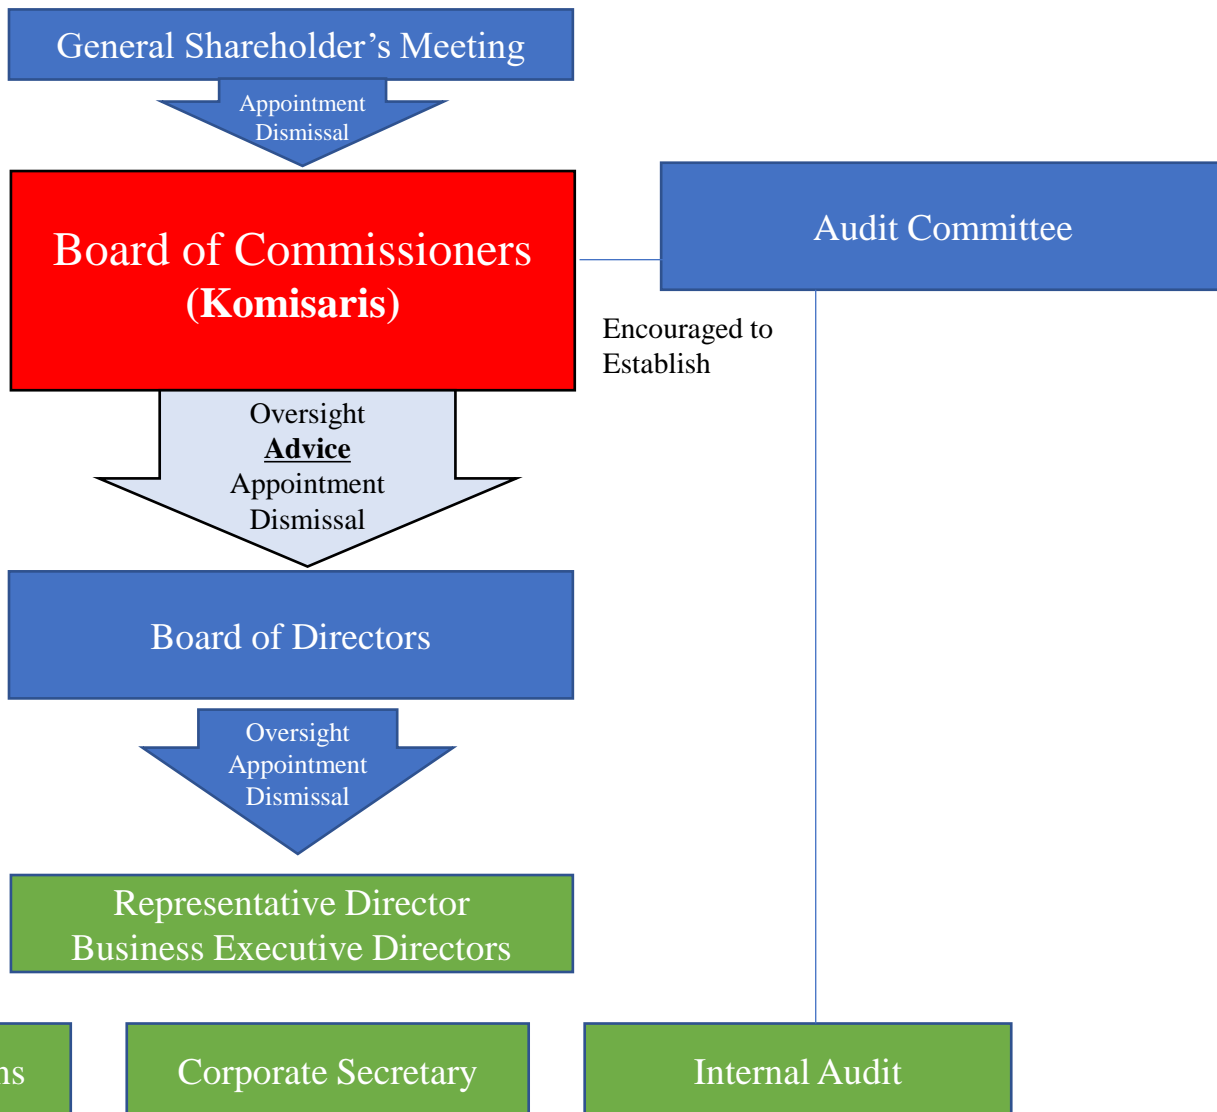 General Shareholder’s Meeting
Appointment
Dismissal
Board of Commissioners
(Komisaris)
Audit Committee
Encouraged to
Establish
Oversight
Advice
Appointment
Dismissal
Board of Directors
Oversight
Appointment
Dismissal
Representative Director
Business Executive Directors
Corporate Secretary
Internal Audit